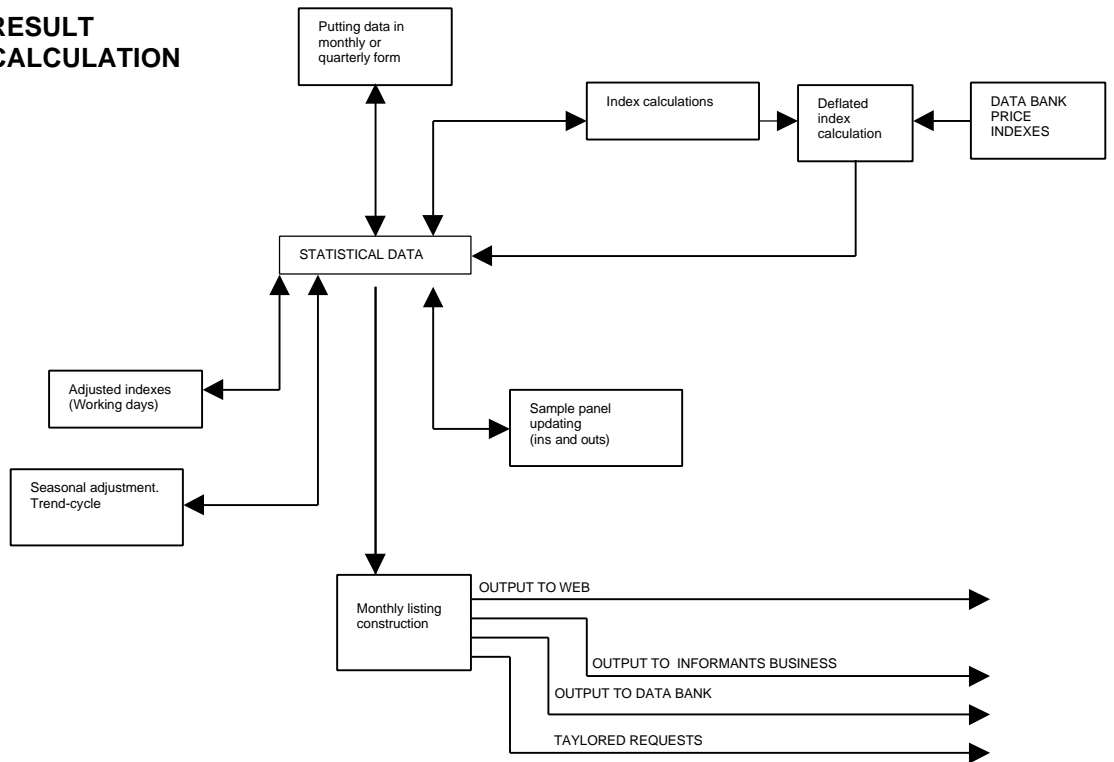 RESULT
CALCULATION
Putting data in
monthly or
quarterly form
Index calculations
Deflated
index
calculation
DATA BANK
PRICE
INDEXES
STATISTICAL DATA
Adjusted indexes
(Working days)
Sample panel
updating
(ins and outs)
Seasonal adjustment.
Trend-cycle
Monthly listing
construction
OUTPUT TO WEB
OUTPUT TO INFORMANTS BUSINESS
OUTPUT TO DATA BANK
TAYLORED REQUESTS